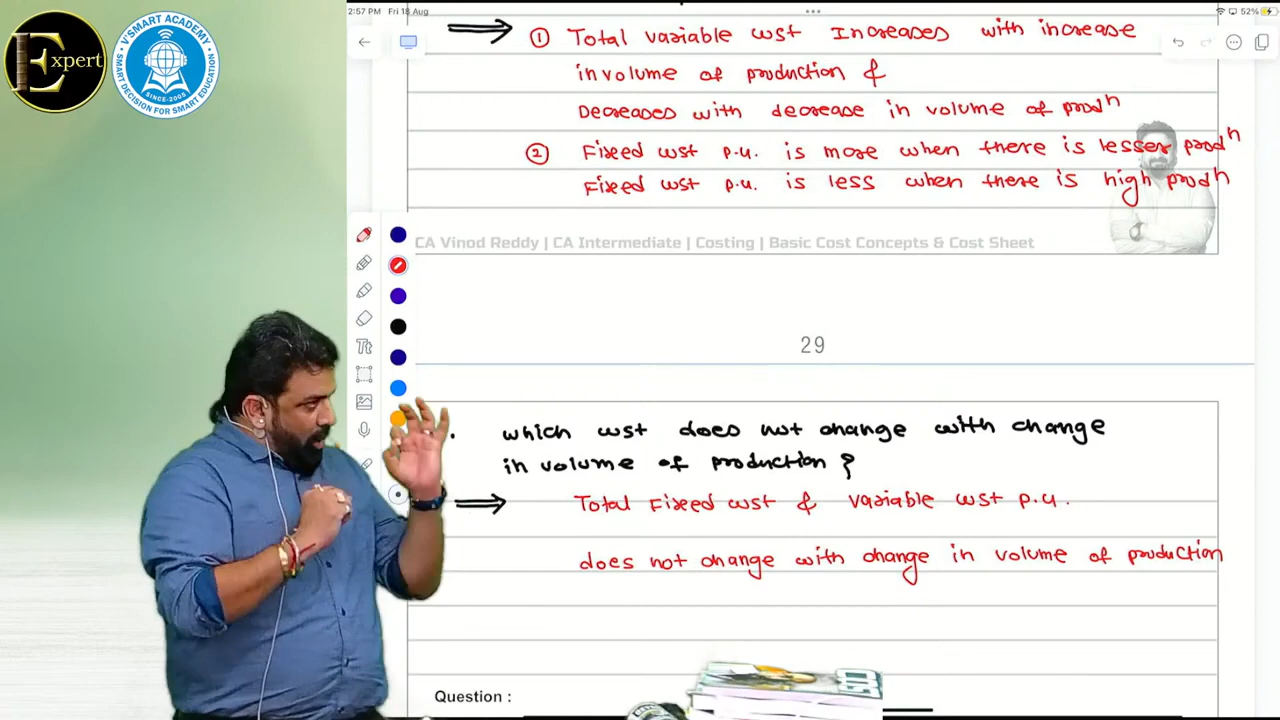 2:57 PM Fri 18 Aug
52%
Expert
V'SMART ACADEMY
SMART DECISION FOR SMART EDUCATION
SINCE-2005
① Total variable cost Increases with increase
in volume of production &
Decreases with decrease in volume of prodn
② Fixed cost p.u. is more when there is lesser prodn
Fixed cost p.u. is less when there is high prodn
CA Vinod Reddy | CA Intermediate | Costing | Basic Cost Concepts & Cost Sheet
29
which cost does not change with change
in volume of production ?
Total Fixed cost & variable cost p.u.
does not change with change in volume of production
Tt
Question :